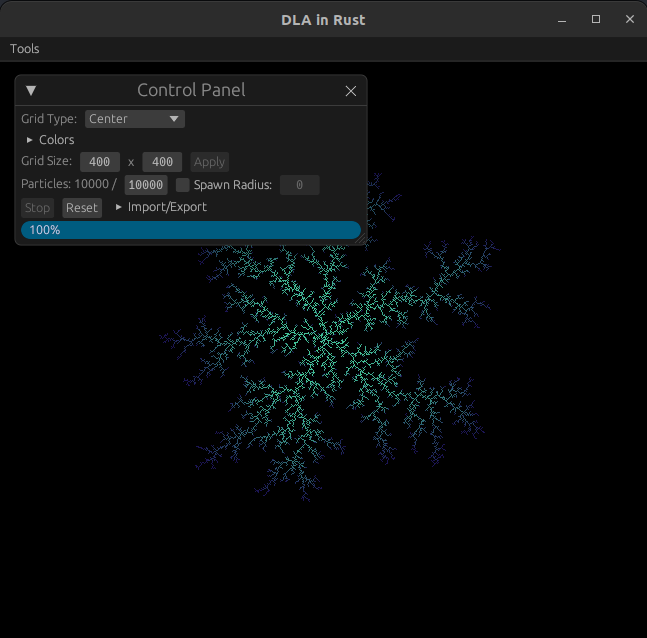 DLA in Rust
Tools
Control Panel
Grid Type: Center
Colors
Grid Size: 400 x 400 Apply
Particles: 10000 / 10000 Spawn Radius: 0
Stop Reset Import/Export
100%